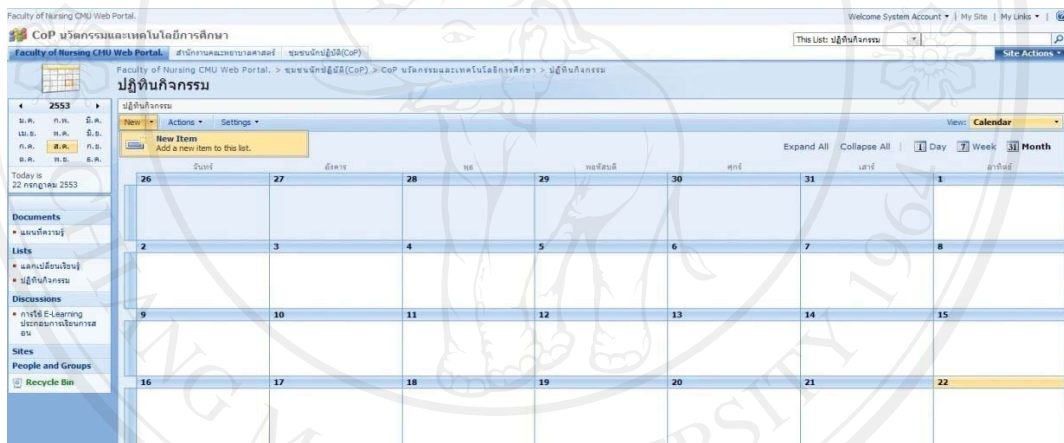 Faculty of Nursing CMU Web Portal.
Welcome System Account | My Site | My Links
CoP นวัตกรรมและเทคโนโลยีการศึกษา
This List: ปฏิทินกิจกรรม
Faculty of Nursing CMU Web Portal. สำนักงานคณะพยาบาลศาสตร์ ชุมชนนักปฏิบัติ(CoP)
Site Actions
Faculty of Nursing CMU Web Portal. > ชุมชนนักปฏิบัติ(CoP) > CoP นวัตกรรมและเทคโนโลยีการศึกษา > ปฏิทินกิจกรรม
ปฏิทินกิจกรรม
2553
ม.ค. ก.พ. มี.ค.
เม.ย. พ.ค. มิ.ย.
ก.ค. ส.ค. ก.ย.
ต.ค. พ.ย. ธ.ค.
Today is
22 กรกฎาคม 2553
Documents
แผนที่ความรู้
Lists
แลกเปลี่ยนเรียนรู้
ปฏิทินกิจกรรม
Discussions
การใช้ E-Learning
ประกอบการเรียนการส
อน
Sites
People and Groups
Recycle Bin
ปฏิทินกิจกรรม
New Actions Settings
View: Calendar
New Item
Add a new item to this list.
Expand All Collapse All | 1 Day 7 Week 31 Month
จันทร์ อังคาร พุธ พฤหัสบดี ศุกร์ เสาร์ อาทิตย์
26 27 28 29 30 31 1
2 3 4 5 6 7 8
9 10 11 12 13 14 15
16 17 18 19 20 21 22
CHIANG MAI UNIVERSITY 1964